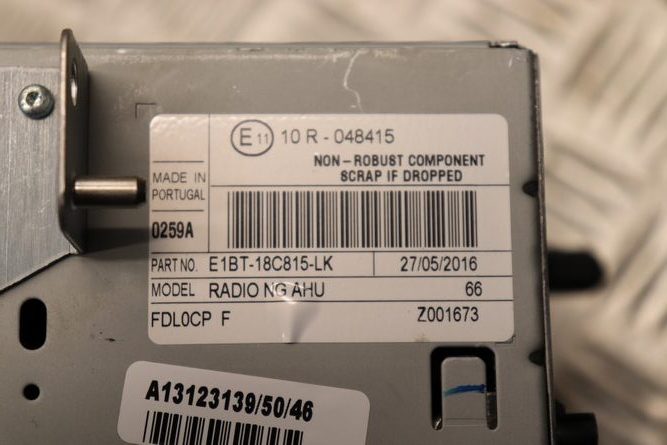 E11 10 R - 048415
NON-ROBUST COMPONENT
SCRAP IF DROPPED
MADE IN
PORTUGAL
0259A
PART NO. E1BT-18C815-LK 27/05/2016
MODEL RADIO NG AHU 66
FDL0CP F Z001673
A13123139/50/46